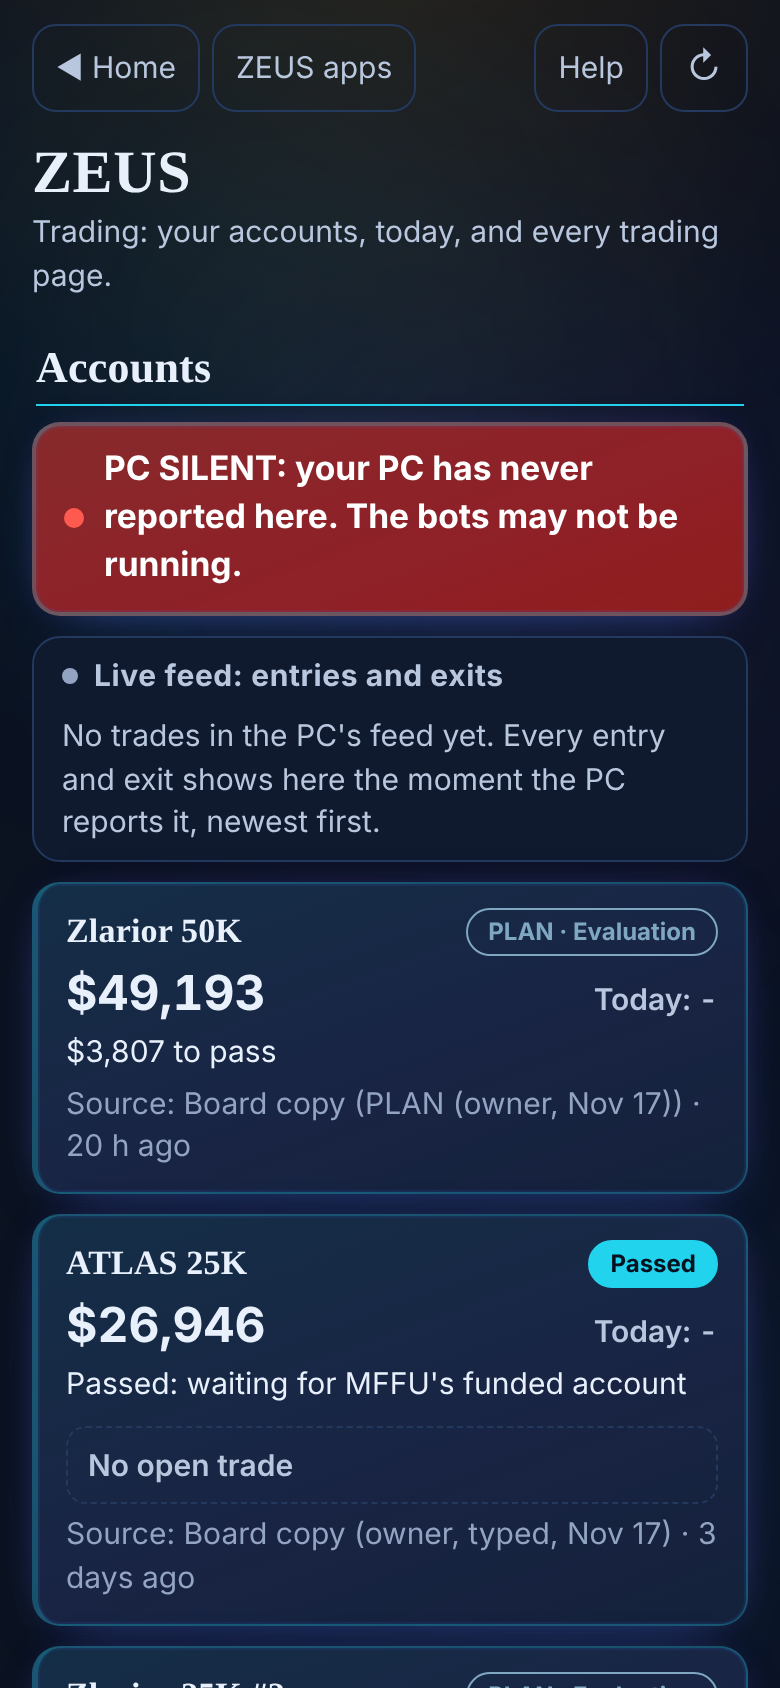 ◀ Home
ZEUS apps
Help
↻
ZEUS
Trading: your accounts, today, and every trading
page.
Accounts
PC SILENT: your PC has never
reported here. The bots may not be
running.
Live feed: entries and exits
No trades in the PC's feed yet. Every entry
and exit shows here the moment the PC
reports it, newest first.
Zlarior 50K
PLAN · Evaluation
$49,193
Today: -
$3,807 to pass
Source: Board copy (PLAN (owner, Nov 17)) ·
20 h ago
ATLAS 25K
Passed
$26,946
Today: -
Passed: waiting for MFFU's funded account
No open trade
Source: Board copy (owner, typed, Nov 17) · 3
days ago